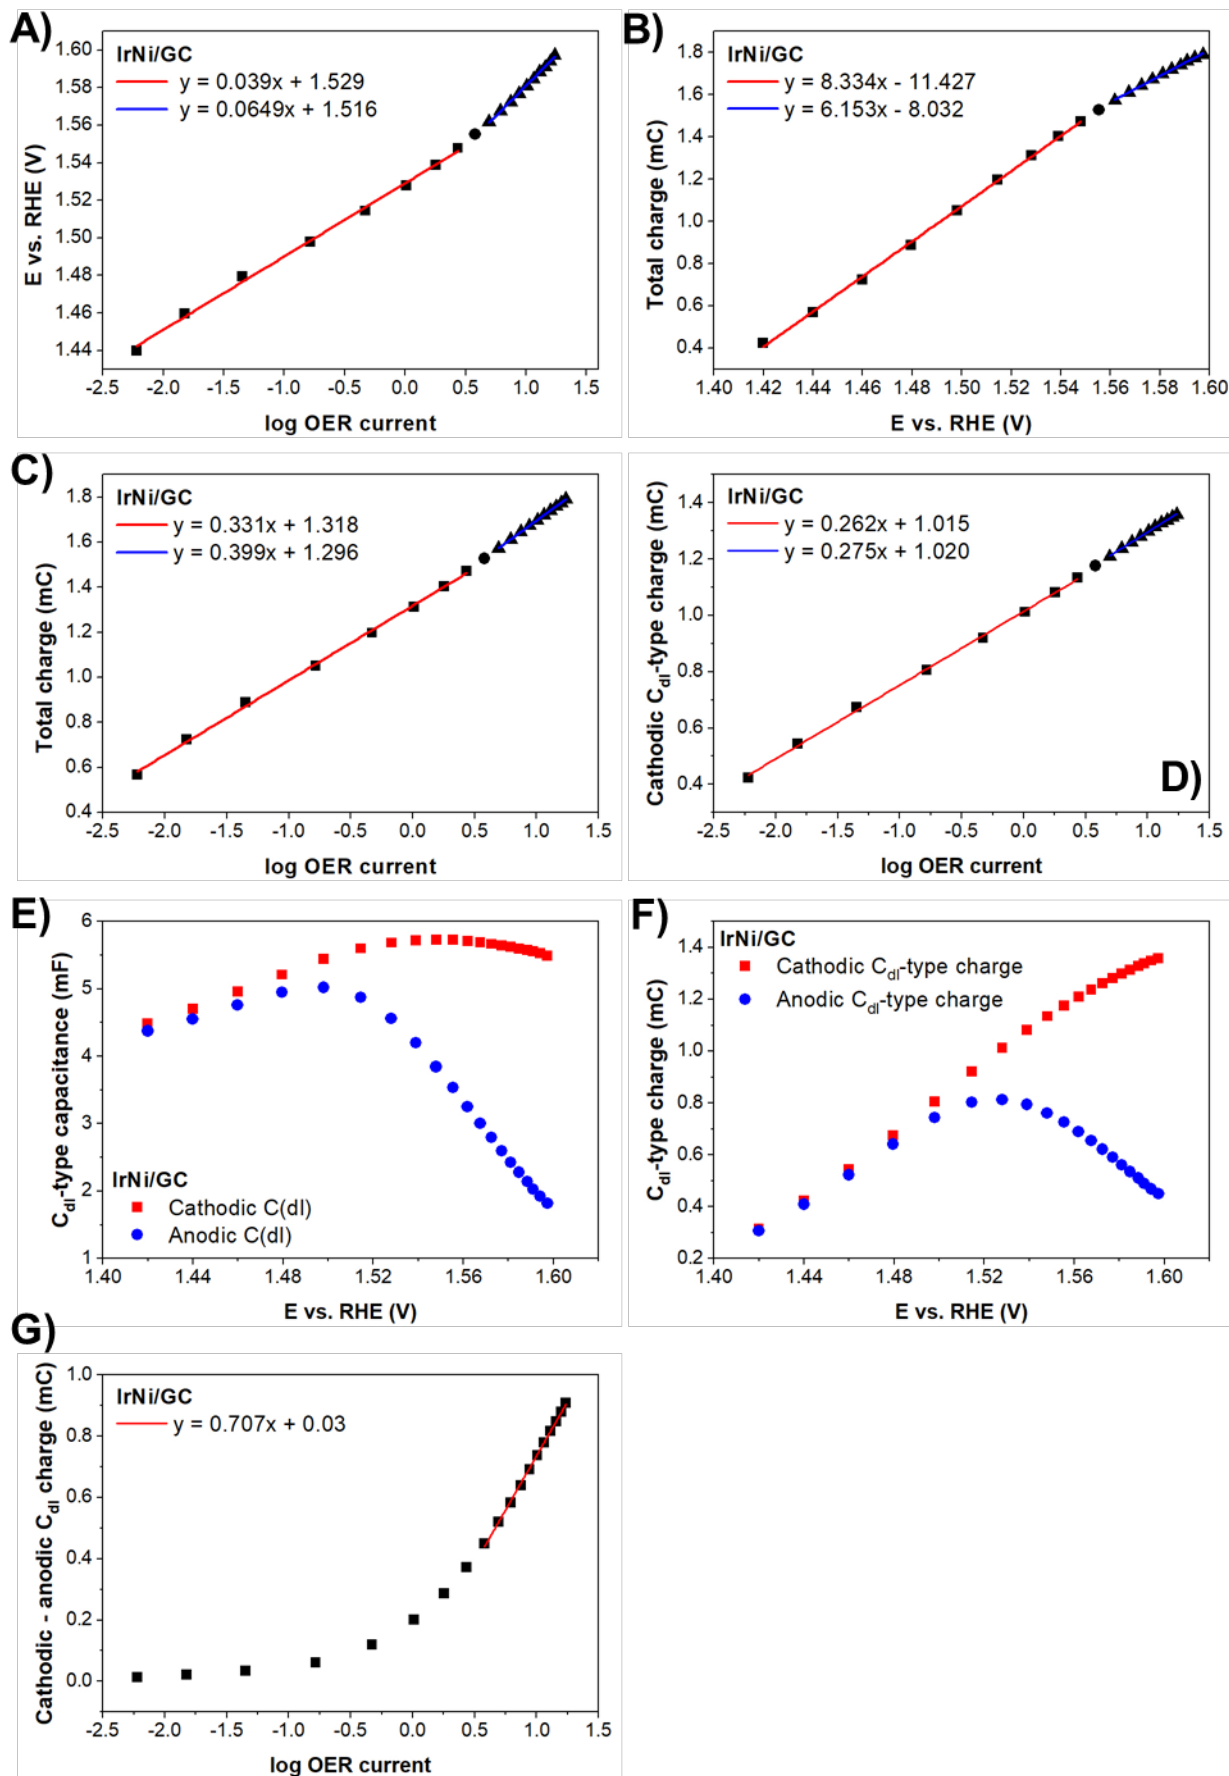 A)
IrNi/GC
y = 0.039x + 1.529
y = 0.0649x + 1.516
E vs. RHE (V)
1.60
1.58
1.56
1.54
1.52
1.50
1.48
1.46
1.44
-2.5 -2.0 -1.5 -1.0 -0.5 0.0 0.5 1.0 1.5
log OER current
B)
IrNi/GC
y = 8.334x - 11.427
y = 6.153x - 8.032
Total charge (mC)
1.8
1.6
1.4
1.2
1.0
0.8
0.6
0.4
1.40 1.42 1.44 1.46 1.48 1.50 1.52 1.54 1.56 1.58 1.60
E vs. RHE (V)
C)
IrNi/GC
y = 0.331x + 1.318
y = 0.399x + 1.296
Total charge (mC)
1.8
1.6
1.4
1.2
1.0
0.8
0.6
0.4
-2.5 -2.0 -1.5 -1.0 -0.5 0.0 0.5 1.0 1.5
log OER current
D)
IrNi/GC
y = 0.262x + 1.015
y = 0.275x + 1.020
Cathodic Cdl-type charge (mC)
1.4
1.2
1.0
0.8
0.6
0.4
-2.5 -2.0 -1.5 -1.0 -0.5 0.0 0.5 1.0 1.5
log OER current
E)
Cdl-type capacitance (mF)
6
5
4
3
2
1
IrNi/GC
Cathodic C(dl)
Anodic C(dl)
1.40 1.44 1.48 1.52 1.56 1.60
E vs. RHE (V)
F)
IrNi/GC
Cathodic Cdl-type charge
Anodic Cdl-type charge
Cdl-type charge (mC)
1.4
1.2
1.0
0.8
0.6
0.4
0.2
1.40 1.44 1.48 1.52 1.56 1.60
E vs. RHE (V)
G)
IrNi/GC
y = 0.707x + 0.03
Cathodic - anodic Cdl charge (mC)
1.0
0.8
0.6
0.4
0.2
0.0
-2.5 -2.0 -1.5 -1.0 -0.5 0.0 0.5 1.0 1.5
log OER current